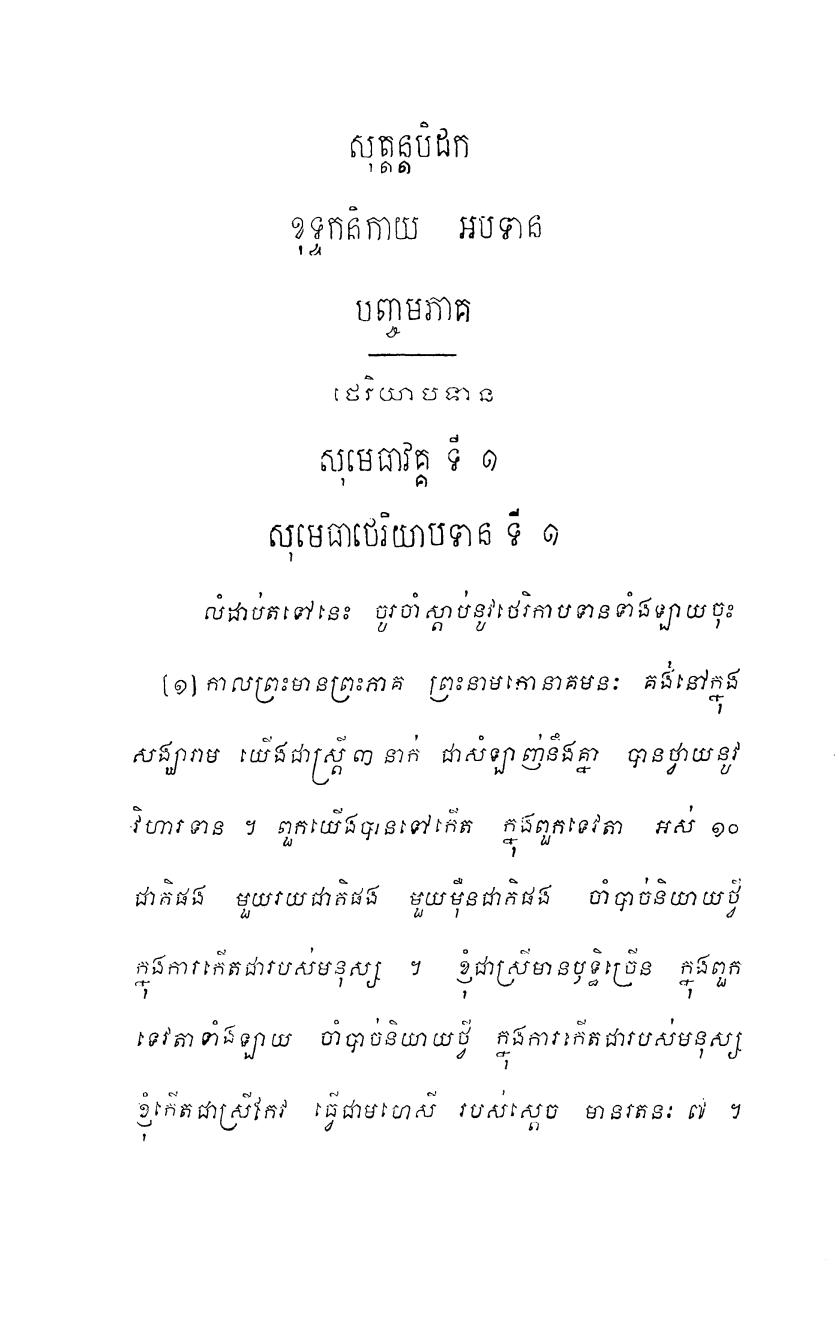 សុត្តន្តបិដក
ខុទ្ទកនិកាយ អបទាន
បញ្ចមភាគ
ថេរិយាបទាន
សុមេធាវគ្គ ទី ១
សុមេធាថេរិយាបទាន ទី ១
លំដាប់តទៅនេះ ចូរចាំស្តាប់នូវថេរិកាបទានទាំងឡាយចុះ
(១) កាលព្រះមានព្រះភាគ ព្រះនាមកោនាគមនៈ គង់នៅក្នុង
សង្ឃារាម យើងជាស្ត្រី ៣ នាក់ ជាសំឡាញ់នឹងគ្នា បានថ្វាយនូវ
វិហារទាន ។ ពួកយើងបានទៅកើត ក្នុងពួកទេវតា អស់ ១០
ជាតិផង មួយរយជាតិផង មួយម៉ឺនជាតិផង ចាំបាច់និយាយថ្វី
ក្នុងការកើតជារបស់មនុស្ស ។ ខ្ញុំជាស្រីមានឫទ្ធិច្រើន ក្នុងពួក
ទេវតាទាំងឡាយ ចាំបាច់និយាយថ្វី ក្នុងការកើតជារបស់មនុស្ស
ខ្ញុំកើតជាស្រីកែវ ធ្វើជាមហេសី របស់ស្តេច មានរតនៈ ៧ ។